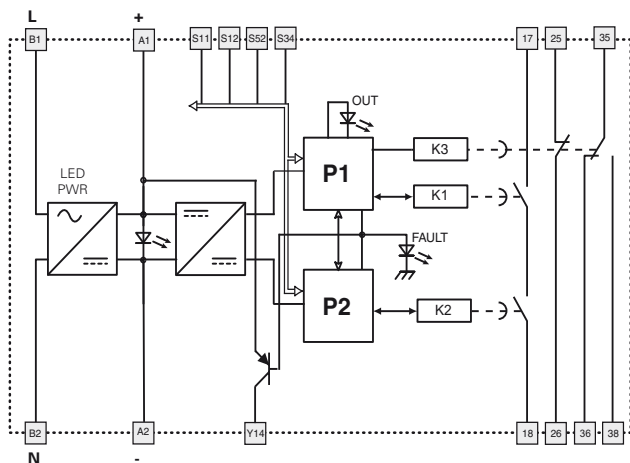 L + 
B1 A1 S11 S12 S52 S34 17 25 35
OUT
LED
PWR
P1
K3
K1
FAULT
P2
K2
B2 A2 Y14 18 26 36 38
N -